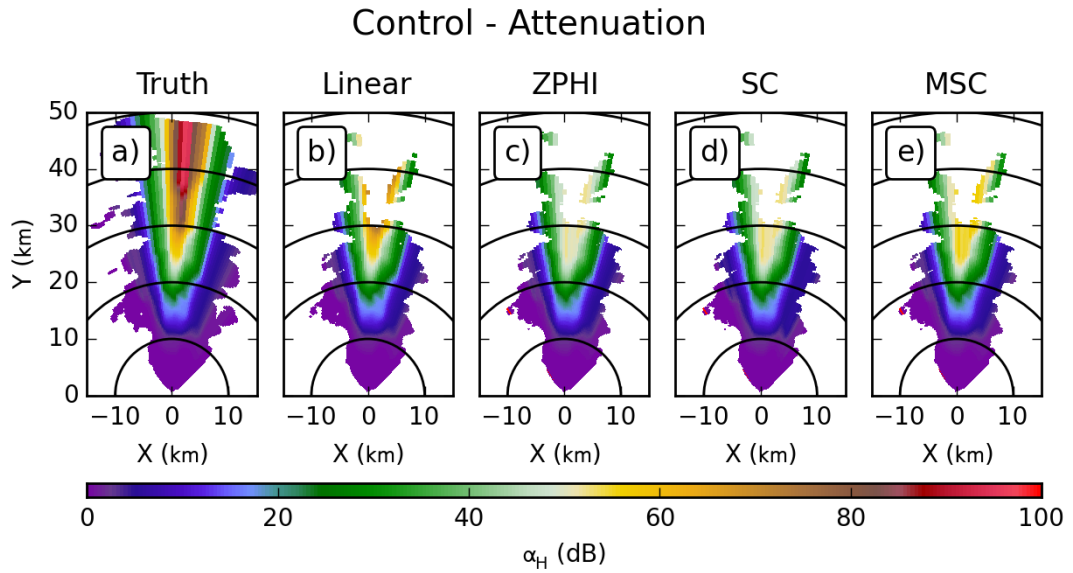 Control - Attenuation
Truth Linear ZPHI SC MSC
50
a) b) c) d) e)
40
30
20
10
0
Y (km)
−10 0 10 −10 0 10 −10 0 10 −10 0 10 −10 0 10
X (km) X (km) X (km) X (km) X (km)
0 20 40 60 80 100
α_H (dB)